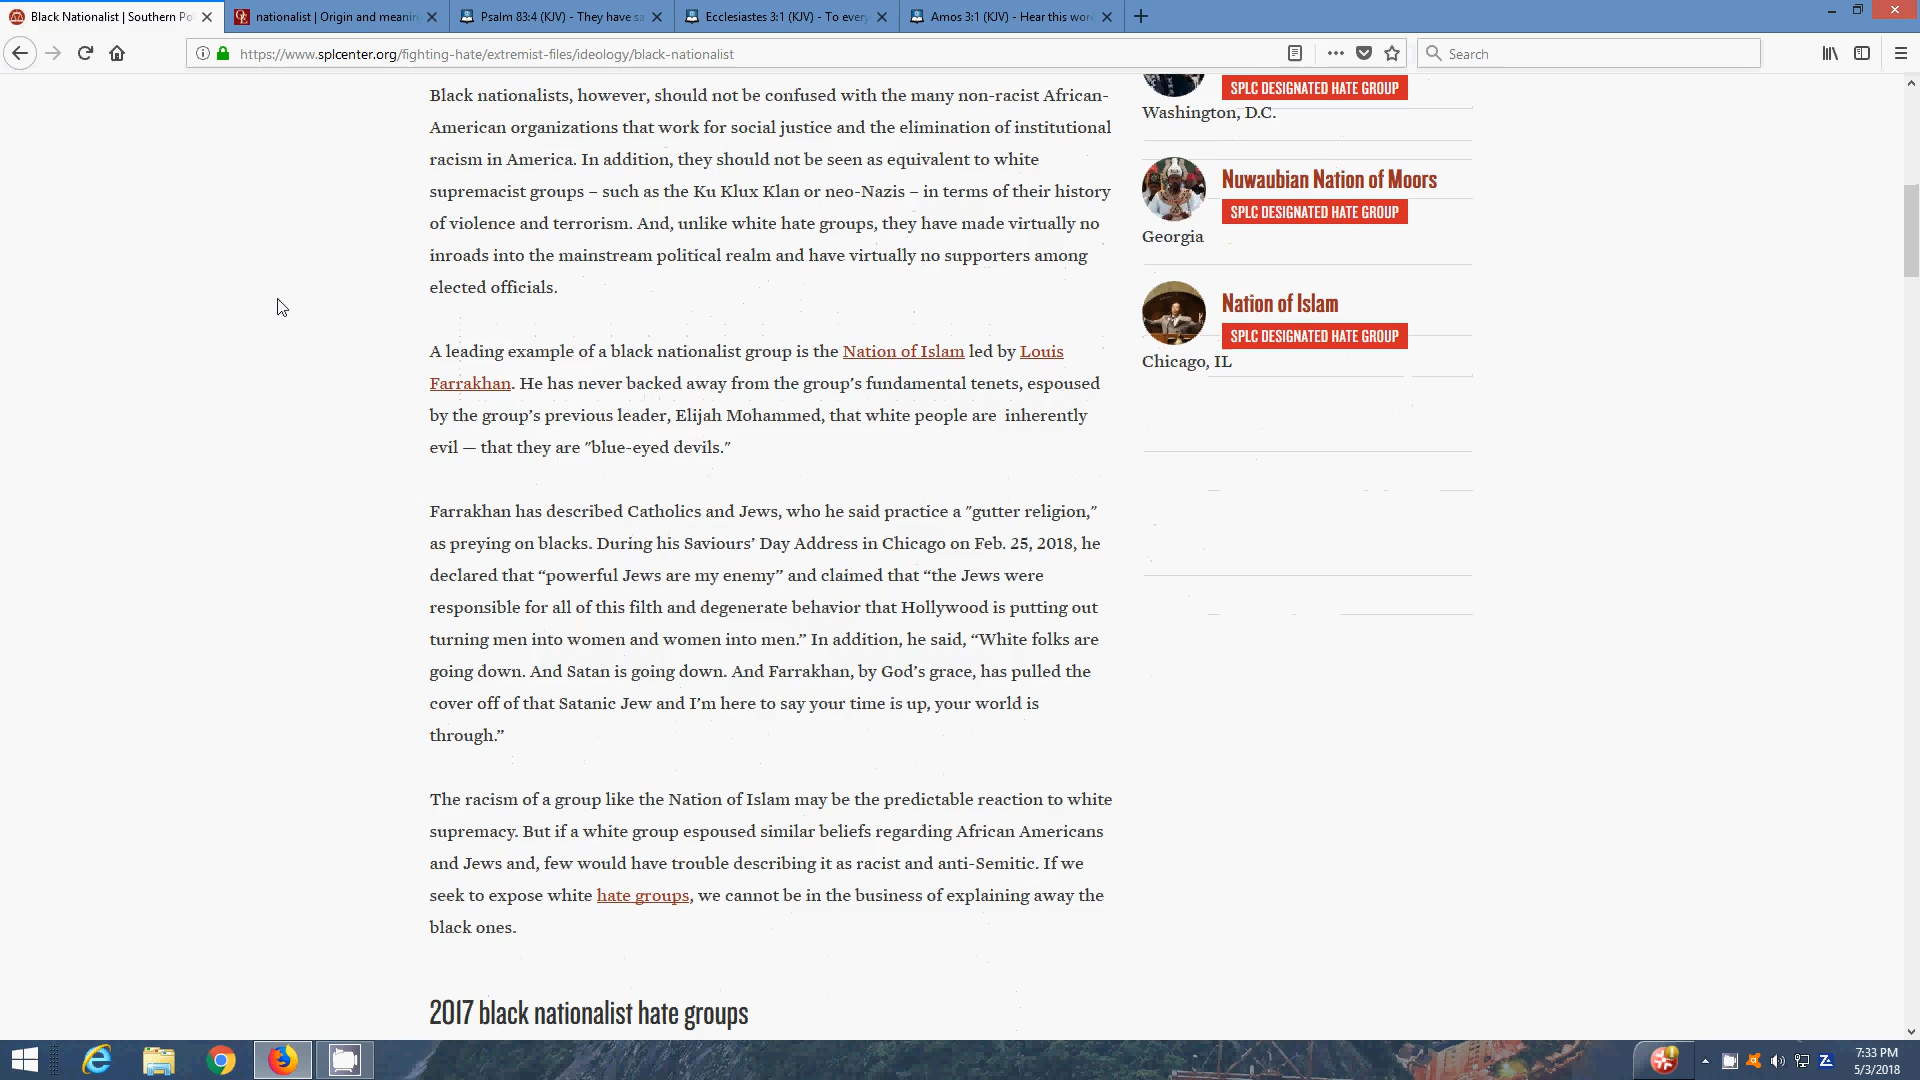 Black Nationalist | Southern Po
nationalist | Origin and meanin
Psalm 83:4 (KJV) - They have sa
Ecclesiastes 3:1 (KJV) - To ever
Amos 3:1 (KJV) - Hear this wor
https://www.splcenter.org/fighting-hate/extremist-files/ideology/black-nationalist
Search
Black nationalists, however, should not be confused with the many non-racist African-
American organizations that work for social justice and the elimination of institutional
racism in America. In addition, they should not be seen as equivalent to white
supremacist groups – such as the Ku Klux Klan or neo-Nazis – in terms of their history
of violence and terrorism. And, unlike white hate groups, they have made virtually no
inroads into the mainstream political realm and have virtually no supporters among
elected officials.
A leading example of a black nationalist group is the Nation of Islam led by Louis
Farrakhan. He has never backed away from the group’s fundamental tenets, espoused
by the group’s previous leader, Elijah Mohammed, that white people are  inherently
evil — that they are "blue-eyed devils."
Farrakhan has described Catholics and Jews, who he said practice a "gutter religion,"
as preying on blacks. During his Saviours’ Day Address in Chicago on Feb. 25, 2018, he
declared that “powerful Jews are my enemy” and claimed that “the Jews were
responsible for all of this filth and degenerate behavior that Hollywood is putting out
turning men into women and women into men.” In addition, he said, “White folks are
going down. And Satan is going down. And Farrakhan, by God’s grace, has pulled the
cover off of that Satanic Jew and I’m here to say your time is up, your world is
through.”
The racism of a group like the Nation of Islam may be the predictable reaction to white
supremacy. But if a white group espoused similar beliefs regarding African Americans
and Jews and, few would have trouble describing it as racist and anti-Semitic. If we
seek to expose white hate groups, we cannot be in the business of explaining away the
black ones.
2017 black nationalist hate groups
SPLC DESIGNATED HATE GROUP
Washington, D.C.
Nuwaubian Nation of Moors
SPLC DESIGNATED HATE GROUP
Georgia
Nation of Islam
SPLC DESIGNATED HATE GROUP
Chicago, IL
7:33 PM
5/3/2018